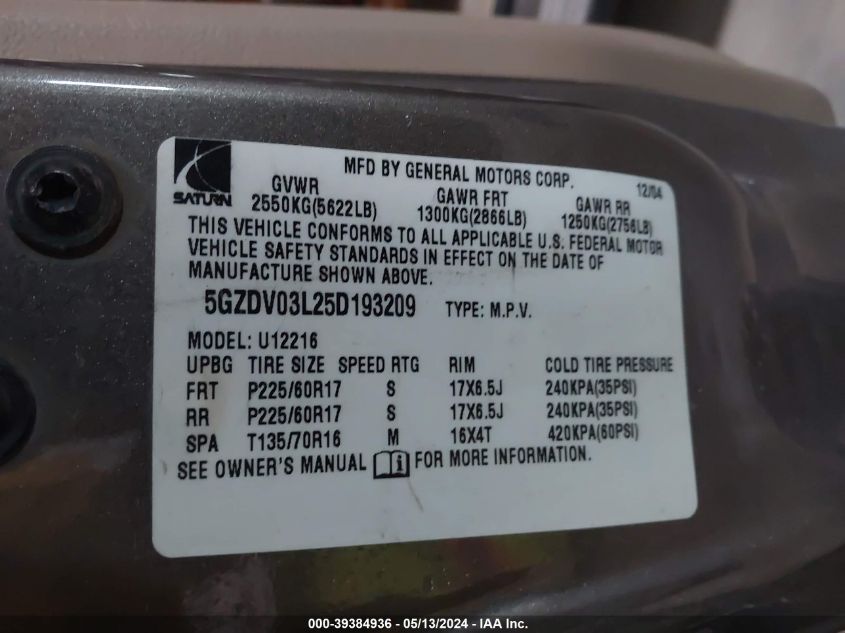 MFD BY GENERAL MOTORS CORP. 12/04
SATURN
GVWR GAWR FRT GAWR RR
2550KG(5622LB) 1300KG(2866LB) 1250KG(2756LB)
THIS VEHICLE CONFORMS TO ALL APPLICABLE U.S. FEDERAL MOTOR
VEHICLE SAFETY STANDARDS IN EFFECT ON THE DATE OF
MANUFACTURE SHOWN ABOVE.
5GZDV03L25D193209 TYPE: M.P.V.
MODEL: U12216
UPBG TIRE SIZE SPEED RTG RIM COLD TIRE PRESSURE
FRT P225/60R17 S 17X6.5J 240KPA(35PSI)
RR P225/60R17 S 17X6.5J 240KPA(35PSI)
SPA T135/70R16 M 16X4T 420KPA(60PSI)
SEE OWNER'S MANUAL i FOR MORE INFORMATION.
000-39384936 - 05/13/2024 - IAA Inc.